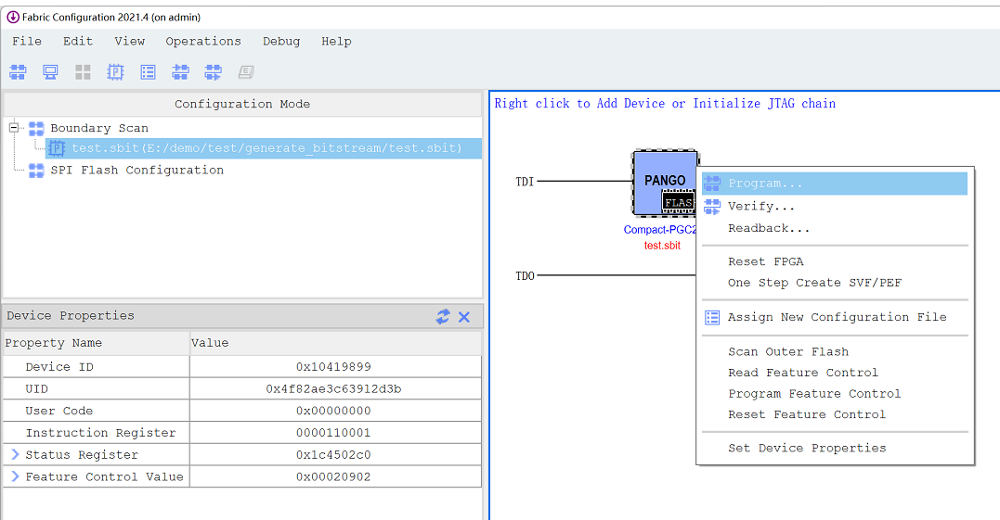 Fabric Configuration 2021.4 (on admin)
File Edit View Operations Debug Help
Configuration Mode
Boundary Scan
test.sbit(E:/demo/test/generate_bitstream/test.sbit)
SPI Flash Configuration
Device Properties
Property Name Value
Device ID 0x10419899
UID 0x4f82ae3c63912d3b
User Code 0x00000000
Instruction Register 0000110001
Status Register 0x1c4502c0
Feature Control Value 0x00020902
Right click to Add Device or Initialize JTAG chain
TDI
PANGO
FLAS
Compact-PGC2
test.sbit
TDO
Program...
Verify...
Readback...
Reset FPGA
One Step Create SVF/PEF
Assign New Configuration File
Scan Outer Flash
Read Feature Control
Program Feature Control
Reset Feature Control
Set Device Properties